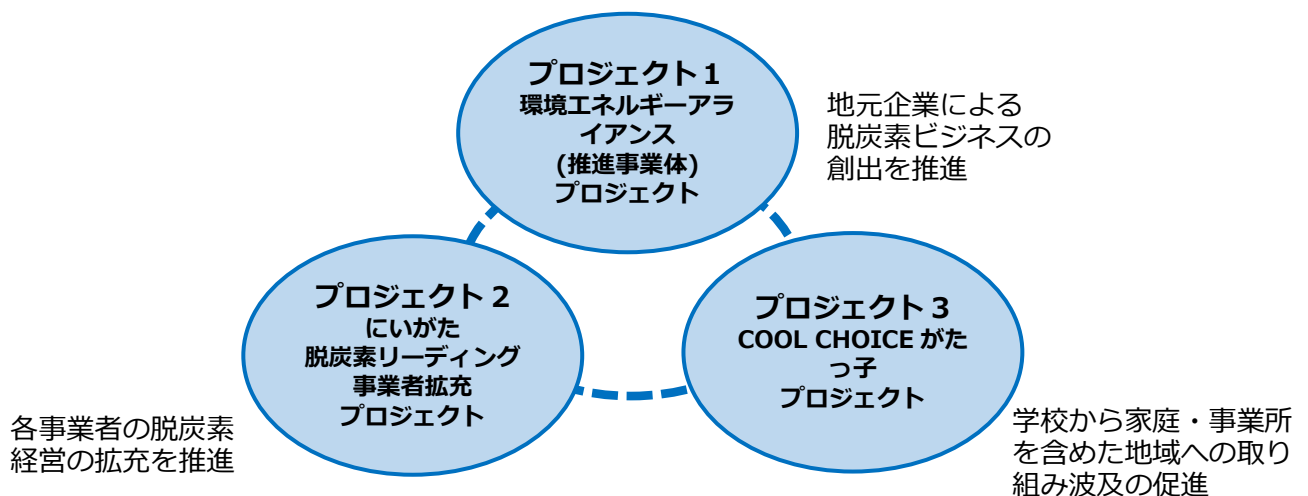 プロジェクト１
環境エネルギーアラ
イアンス
(推進事業体)
プロジェクト
地元企業による
脱炭素ビジネスの
創出を推進
プロジェクト２
にいがた
脱炭素リーディング
事業者拡充
プロジェクト
各事業者の脱炭素
経営の拡充を推進
プロジェクト３
COOL CHOICE がた
っ子
プロジェクト
学校から家庭・事業所
を含めた地域への取り
組み波及の促進